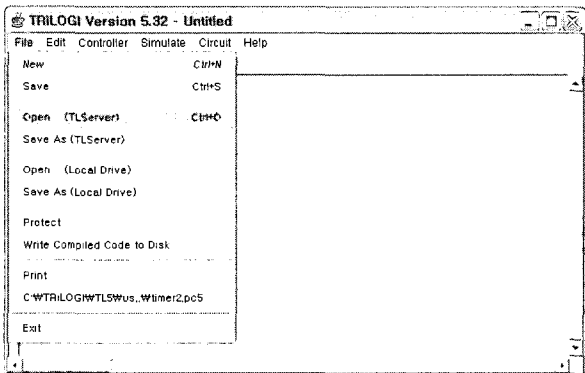 TRiLOGI Version 5.32 - Untitled
File Edit Controller Simulate Circuit Help
New Ctrl+N
Save Ctrl+S
Open (TLServer) Ctrl+O
Save As (TLServer)
Open (Local Drive)
Save As (Local Drive)
Protect
Write Compiled Code to Disk
Print
C:₩TRiLOGI₩TL5₩us,,₩timer2.pc5
Exit